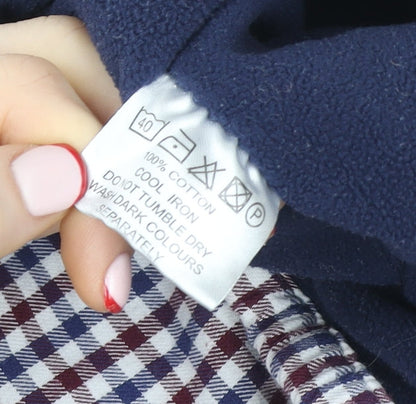 40 P
100% COTTON
COOL IRON
DO NOT TUMBLE DRY
WASH DARK COLOURS
SEPARATELY